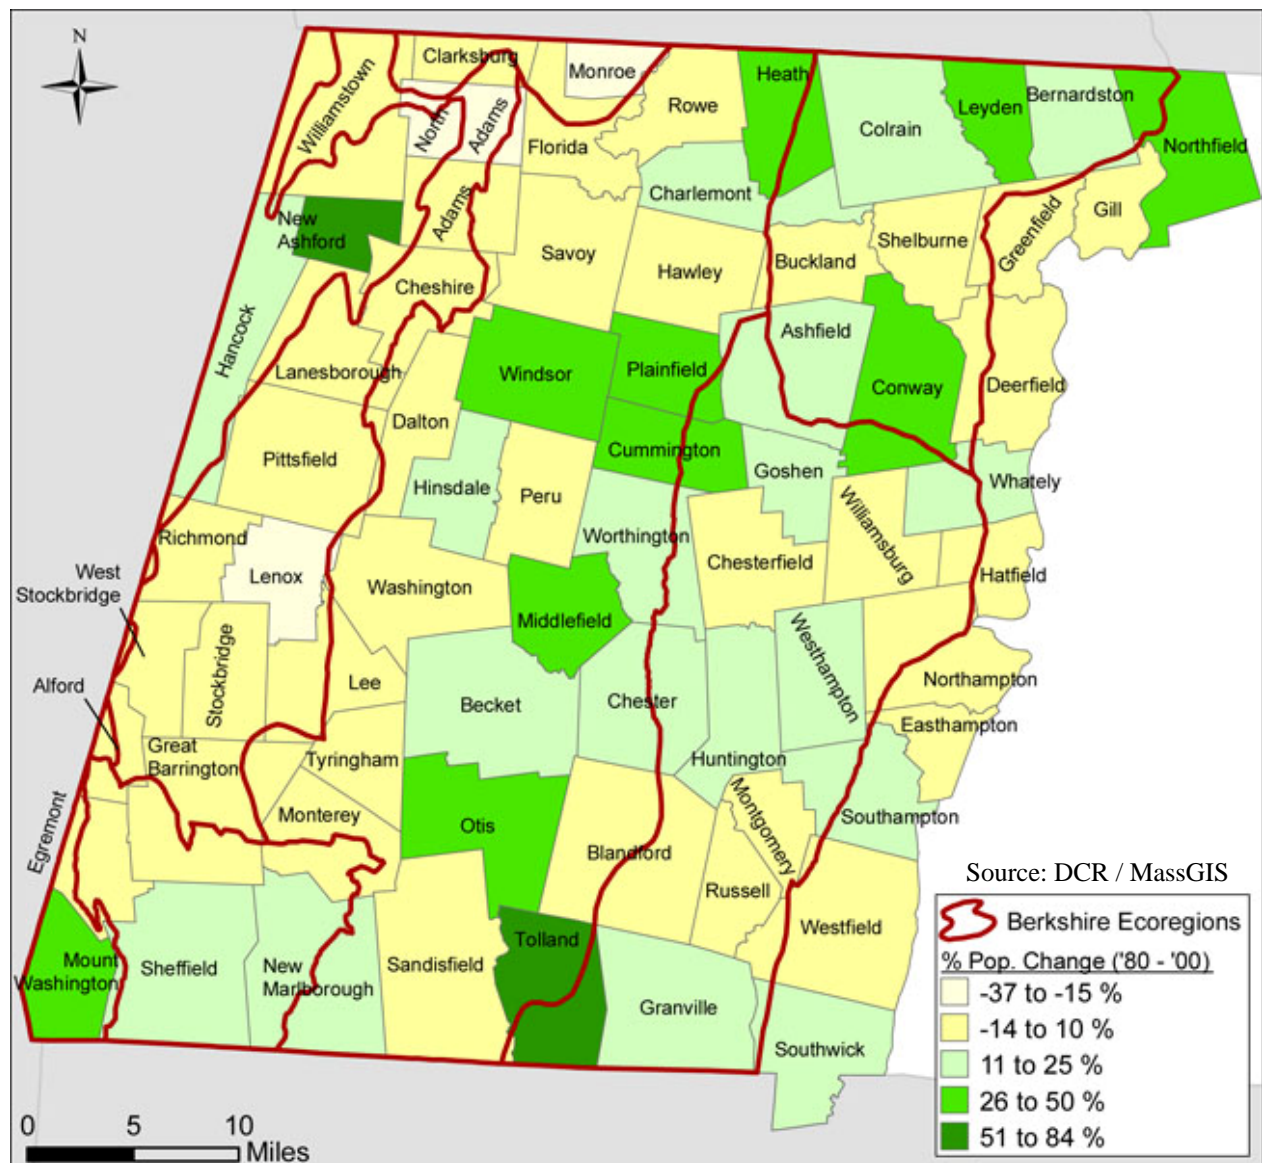 N
Clarksburg
Monroe
Heath
Rowe
Williamstown
North
Adams
Florida
Colrain
Leyden
Bernardston
Northfield
Charlemont
Adams
New
Ashford
Savoy
Hawley
Buckland
Shelburne
Greenfield
Gill
Cheshire
Hancock
Lanesborough
Windsor
Plainfield
Ashfield
Conway
Deerfield
Dalton
Pittsfield
Cummington
Goshen
Hinsdale
Peru
Whately
Richmond
Worthington
Chesterfield
Williamsburg
Hatfield
West
Stockbridge
Lenox
Washington
Middlefield
Westhampton
Stockbridge
Alford
Lee
Becket
Chester
Northampton
Easthampton
Great
Barrington
Tyringham
Huntington
Monterey
Montgomery
Southampton
Egremont
Otis
Blandford
Russell
Westfield
Mount
Washington
Sheffield
New
Marlborough
Sandisfield
Tolland
Granville
Southwick
Source: DCR / MassGIS
Berkshire Ecoregions
% Pop. Change ('80 - '00)
-37 to -15 %
-14 to 10 %
11 to 25 %
26 to 50 %
51 to 84 %
0 5 10
Miles